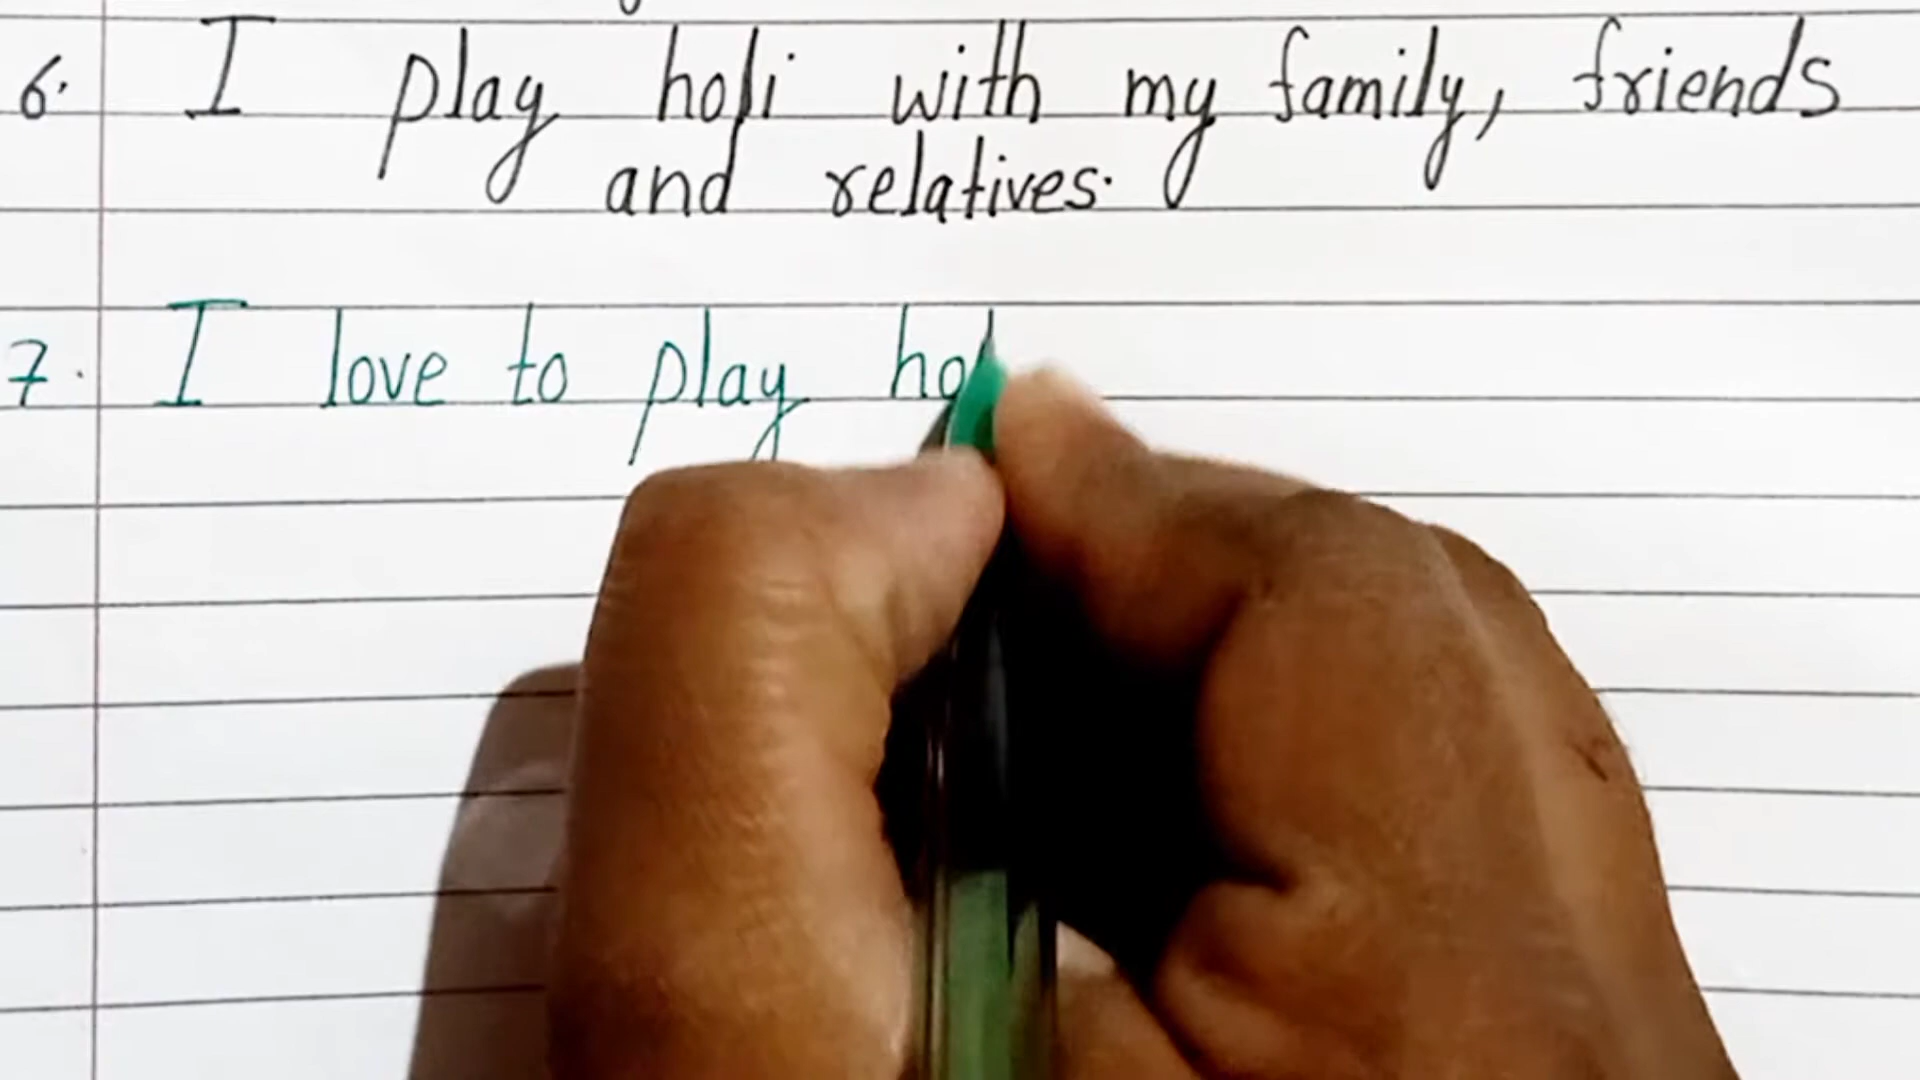 6. I play holi with my family, friends
and relatives.
7. I love to play ho